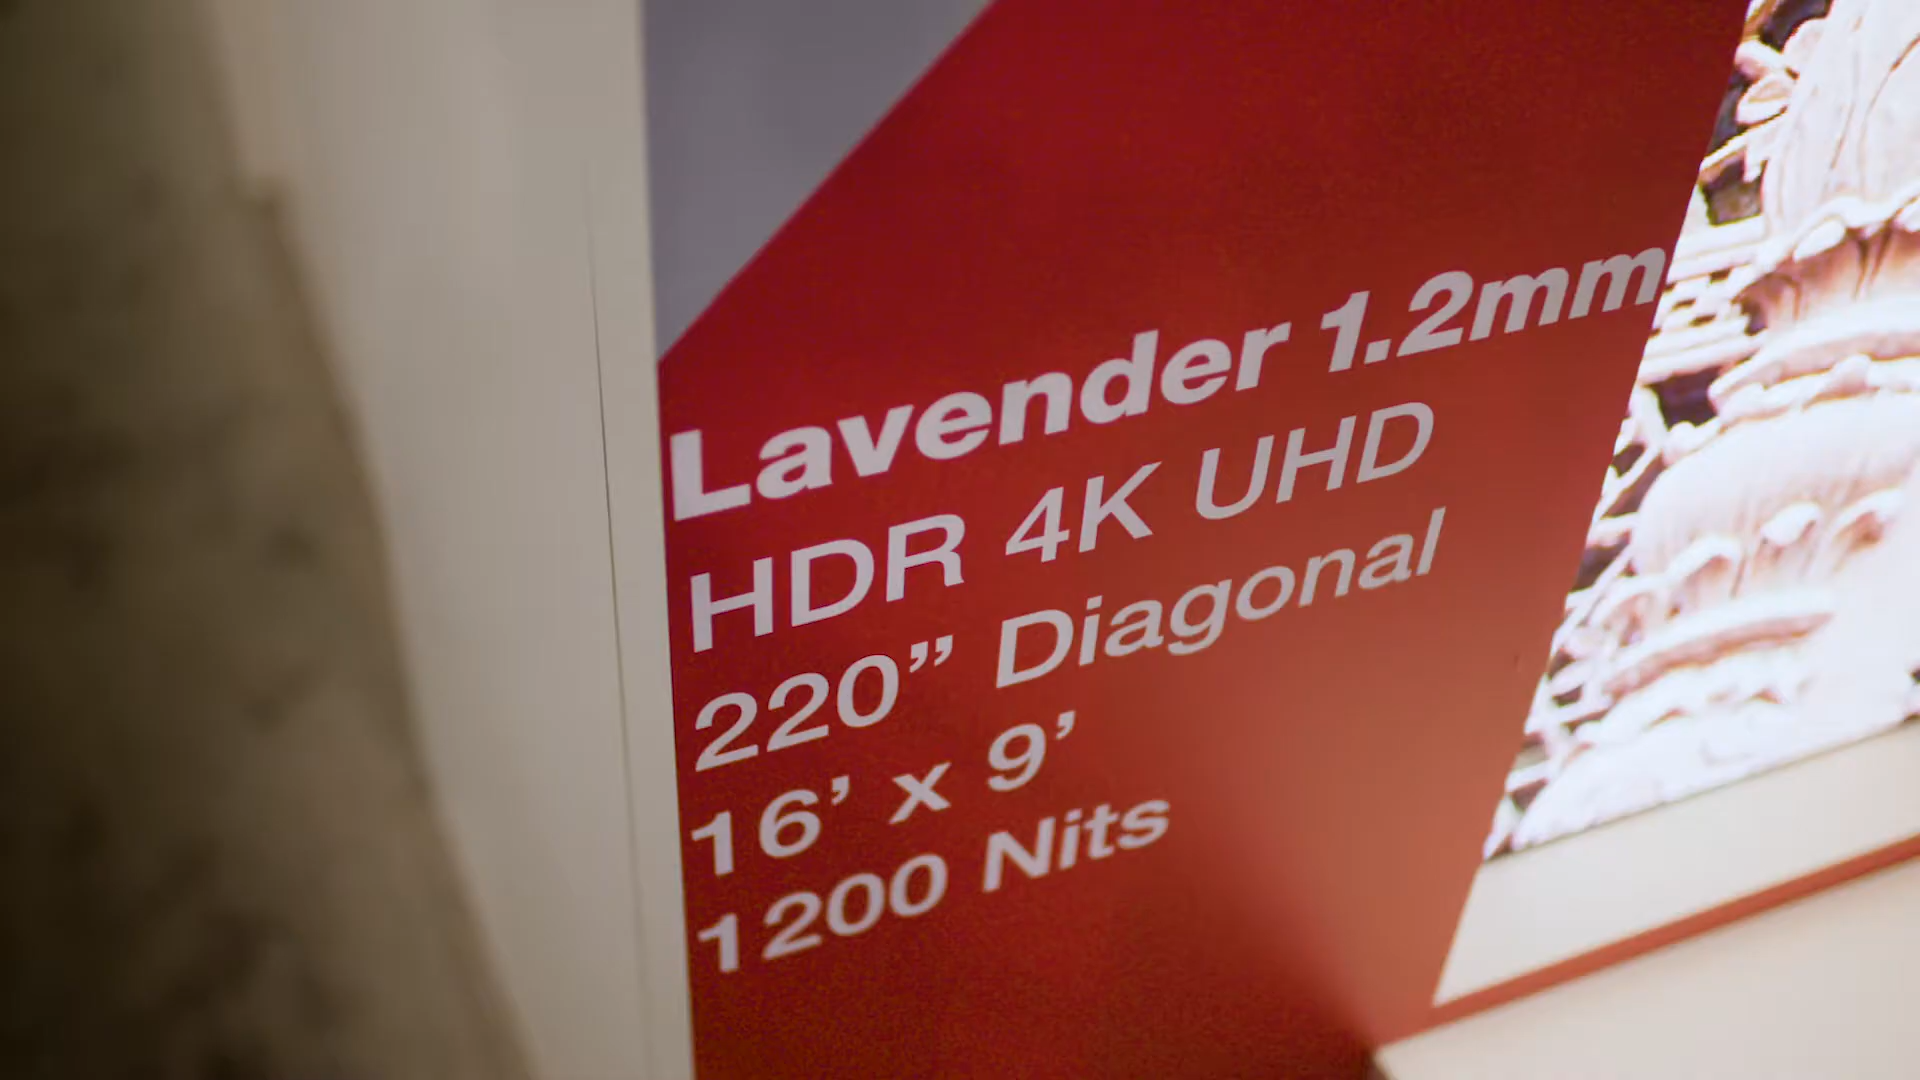 Lavender 1.2mm
HDR 4K UHD
220” Diagonal
16’ x 9’
1200 Nits